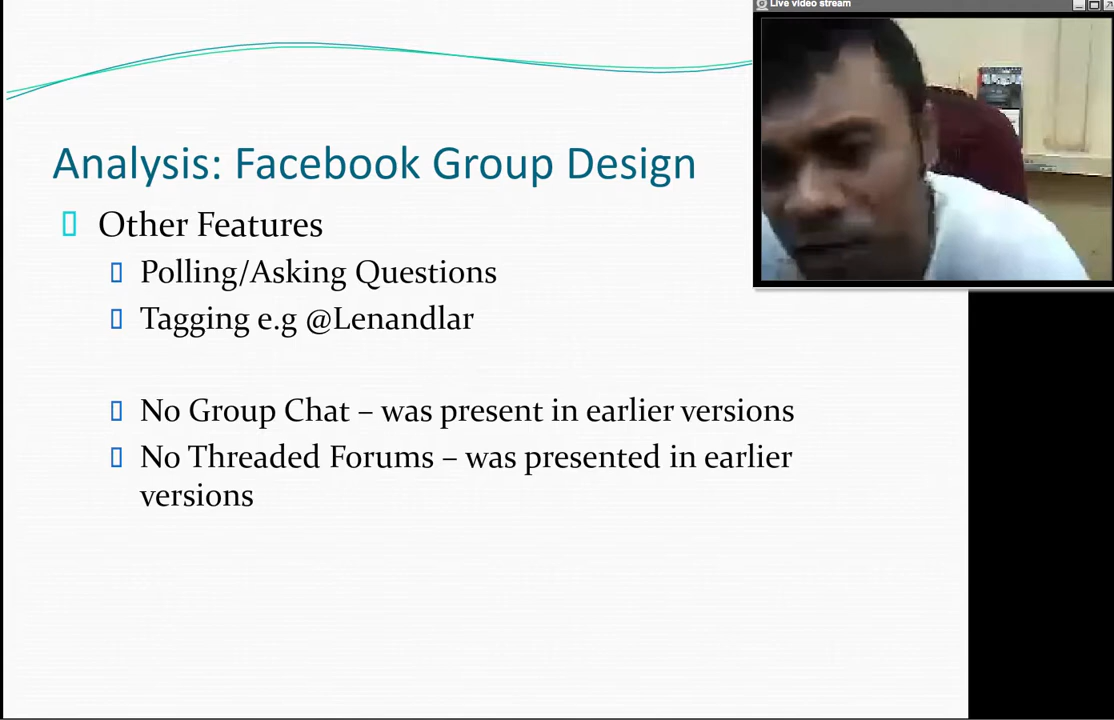 Live video stream
Analysis: Facebook Group Design
Other Features
Polling/Asking Questions
Tagging e.g @Lenandlar
No Group Chat – was present in earlier versions
No Threaded Forums – was presented in earlier
versions